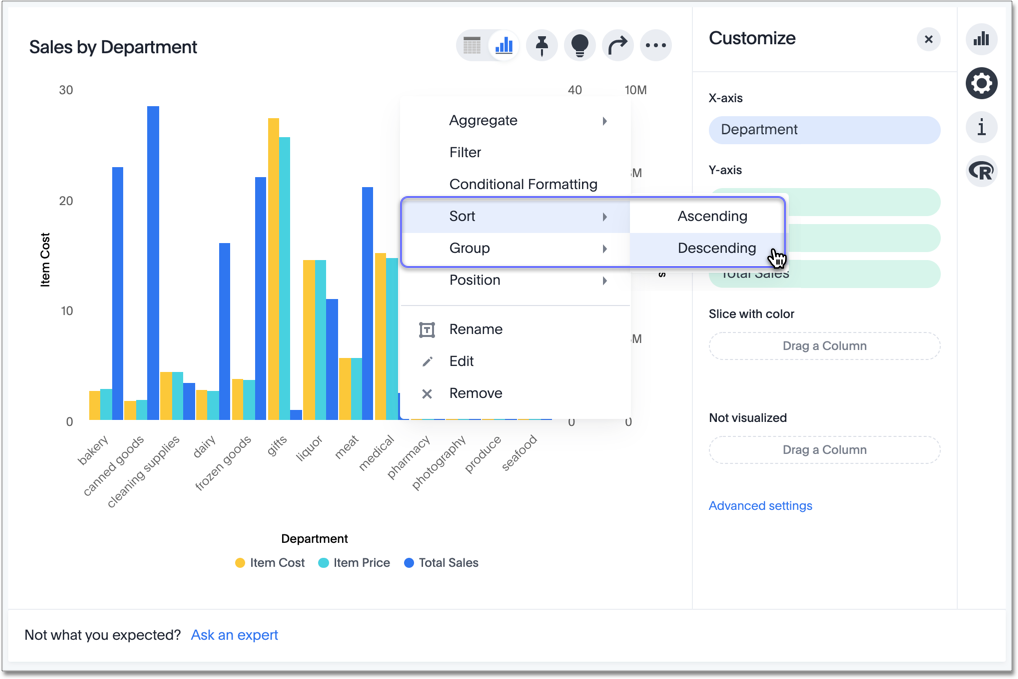 Sales by Department
Customize
30
40
10M
Aggregate
Filter
Conditional Formatting
Sort
Group
Position
Rename
Edit
Remove
Ascending
Descending
M
M
20
10
0
0
0
Item Cost
s
bakery
canned goods
cleaning supplies
dairy
frozen goods
gifts
liquor
meat
medical
pharmacy
photography
produce
seafood
Department
Item Cost
Item Price
Total Sales
X-axis
Department
Y-axis
Total Sales
Slice with color
Drag a Column
Not visualized
Drag a Column
Advanced settings
i
R
Not what you expected? Ask an expert